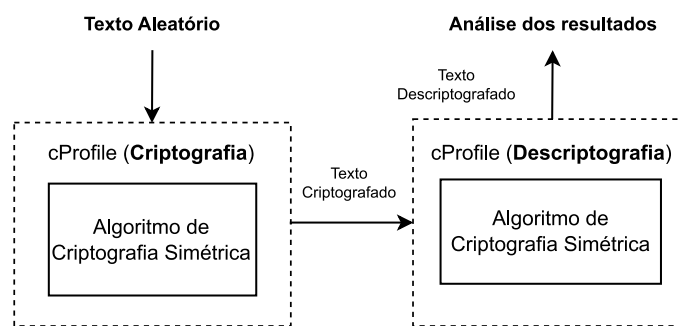 Texto Aleatório
cProfile (Criptografia)
Algoritmo de
Criptografia Simétrica
Texto
Criptografado
cProfile (Descriptografia)
Algoritmo de
Criptografia Simétrica
Texto
Descriptografado
Análise dos resultados